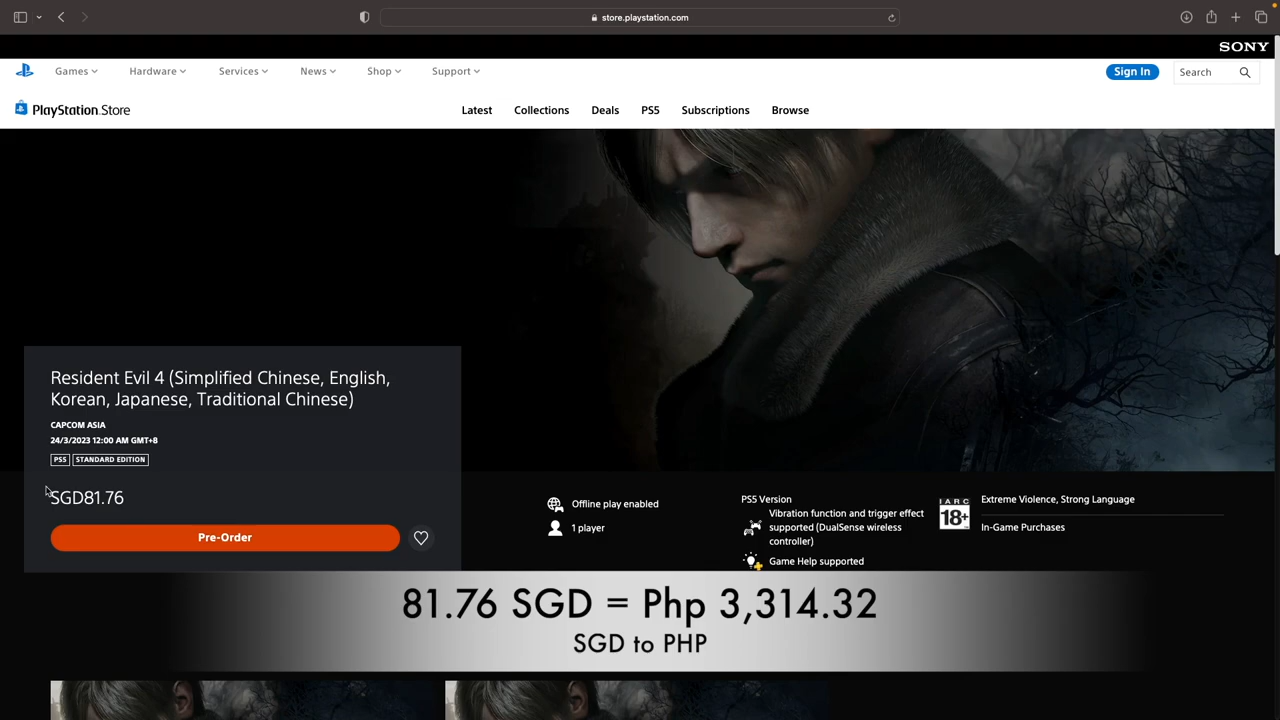 store.playstation.com
SONY
Games
Hardware
Services
News
Shop
Support
Sign In
Search
PlayStation.Store
Latest
Collections
Deals
PS5
Subscriptions
Browse
Resident Evil 4 (Simplified Chinese, English,
Korean, Japanese, Traditional Chinese)
CAPCOM ASIA
24/3/2023 12:00 AM GMT+8
PS5 STANDARD EDITION
SGD81.76
Pre-Order
Offline play enabled
1 player
PS5 Version
Vibration function and trigger effect
supported (DualSense wireless
controller)
Game Help supported
IARC
18+
Extreme Violence, Strong Language
In-Game Purchases
81.76 SGD = Php 3,314.32
SGD to PHP